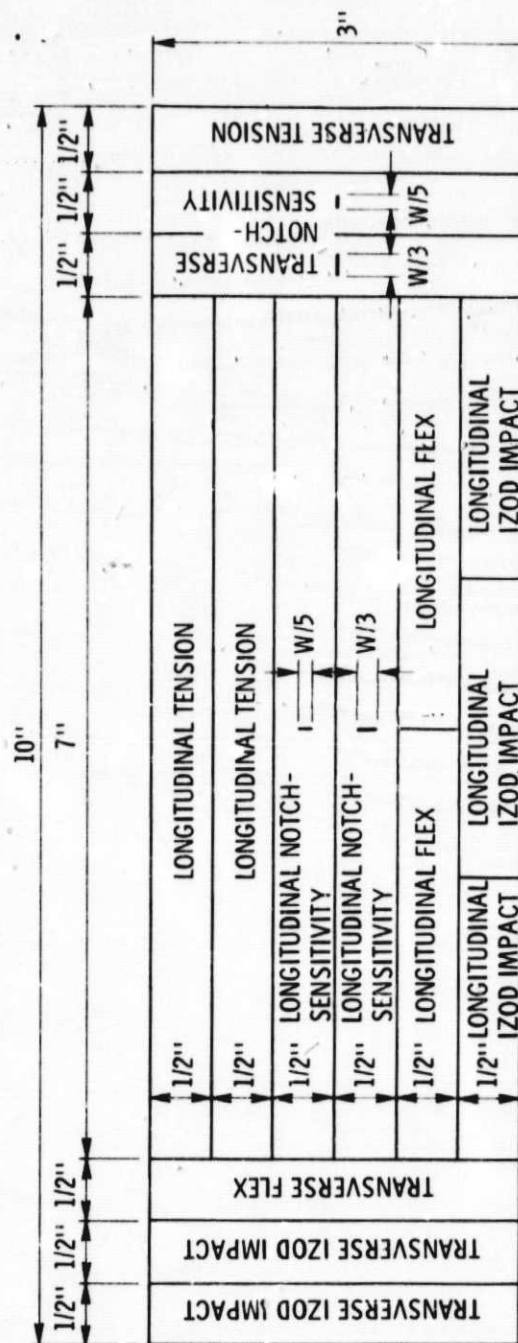 10"
7"
1/2"
1/2"
1/2"
1/2"
1/2"
1/2"
3"
TRANSVERSE IZOD IMPACT
TRANSVERSE IZOD IMPACT
TRANSVERSE FLEX
1/2"
LONGITUDINAL TENSION
1/2"
LONGITUDINAL TENSION
1/2"
LONGITUDINAL NOTCH-
SENSITIVITY
W/5
1/2"
LONGITUDINAL NOTCH-
SENSITIVITY
W/3
1/2"
LONGITUDINAL FLEX
LONGITUDINAL FLEX
1/2"
LONGITUDINAL
IZOD IMPACT
LONGITUDINAL
IZOD IMPACT
LONGITUDINAL
IZOD IMPACT
TRANSVERSE
NOTCH-
SENSITIVITY
W/3
W/5
TRANSVERSE TENSION